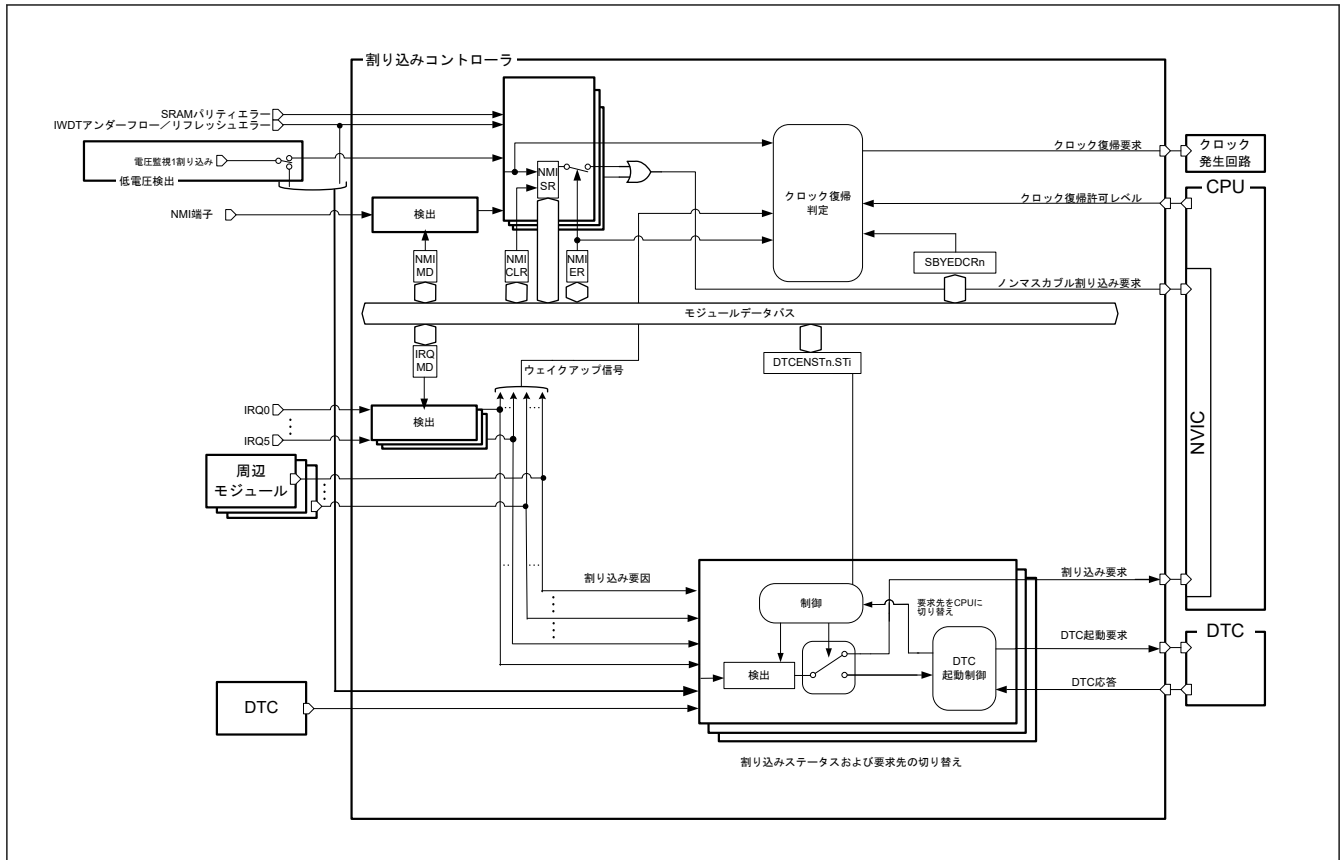 割り込みコントローラ
SRAMパリティエラー
IWDTアンダーフロー／リフレッシュエラー
電圧監視1割り込み
低電圧検出
NMI端子
検出
NMI
SR
NMI
MD
NMI
CLR
NMI
ER
クロック復帰
判定
SBYEDCRn
クロック復帰要求
クロック
発生回路
クロック復帰許可レベル
CPU
ノンマスカブル割り込み要求
モジュールデータバス
IRQ
MD
ウェイクアップ信号
DTCENSTn.STi
NVIC
IRQ0
IRQ5
検出
周辺
モジュール
割り込み要因
制御
要求先をCPUに
切り替え
割り込み要求
検出
DTC
起動制御
DTC起動要求
DTC
DTC応答
DTC
割り込みステータスおよび要求先の切り替え